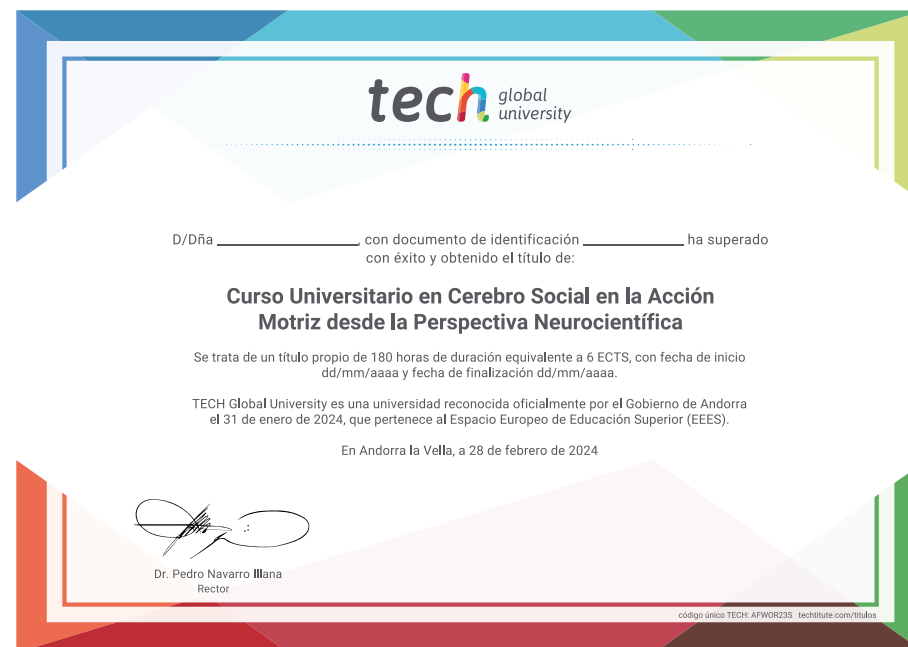 tech global university
D/Dña , con documento de identificación ha superado
con éxito y obtenido el título de:
Curso Universitario en Cerebro Social en la Acción
Motriz desde la Perspectiva Neurocientífica
Se trata de un título propio de 180 horas de duración equivalente a 6 ECTS, con fecha de inicio
dd/mm/aaaa y fecha de finalización dd/mm/aaaa.
TECH Global University es una universidad reconocida oficialmente por el Gobierno de Andorra
el 31 de enero de 2024, que pertenece al Espacio Europeo de Educación Superior (EEES).
En Andorra la Vella, a 28 de febrero de 2024
Dr. Pedro Navarro Illana
Rector
código único TECH: AFWOR23S techtitute.com/titulos